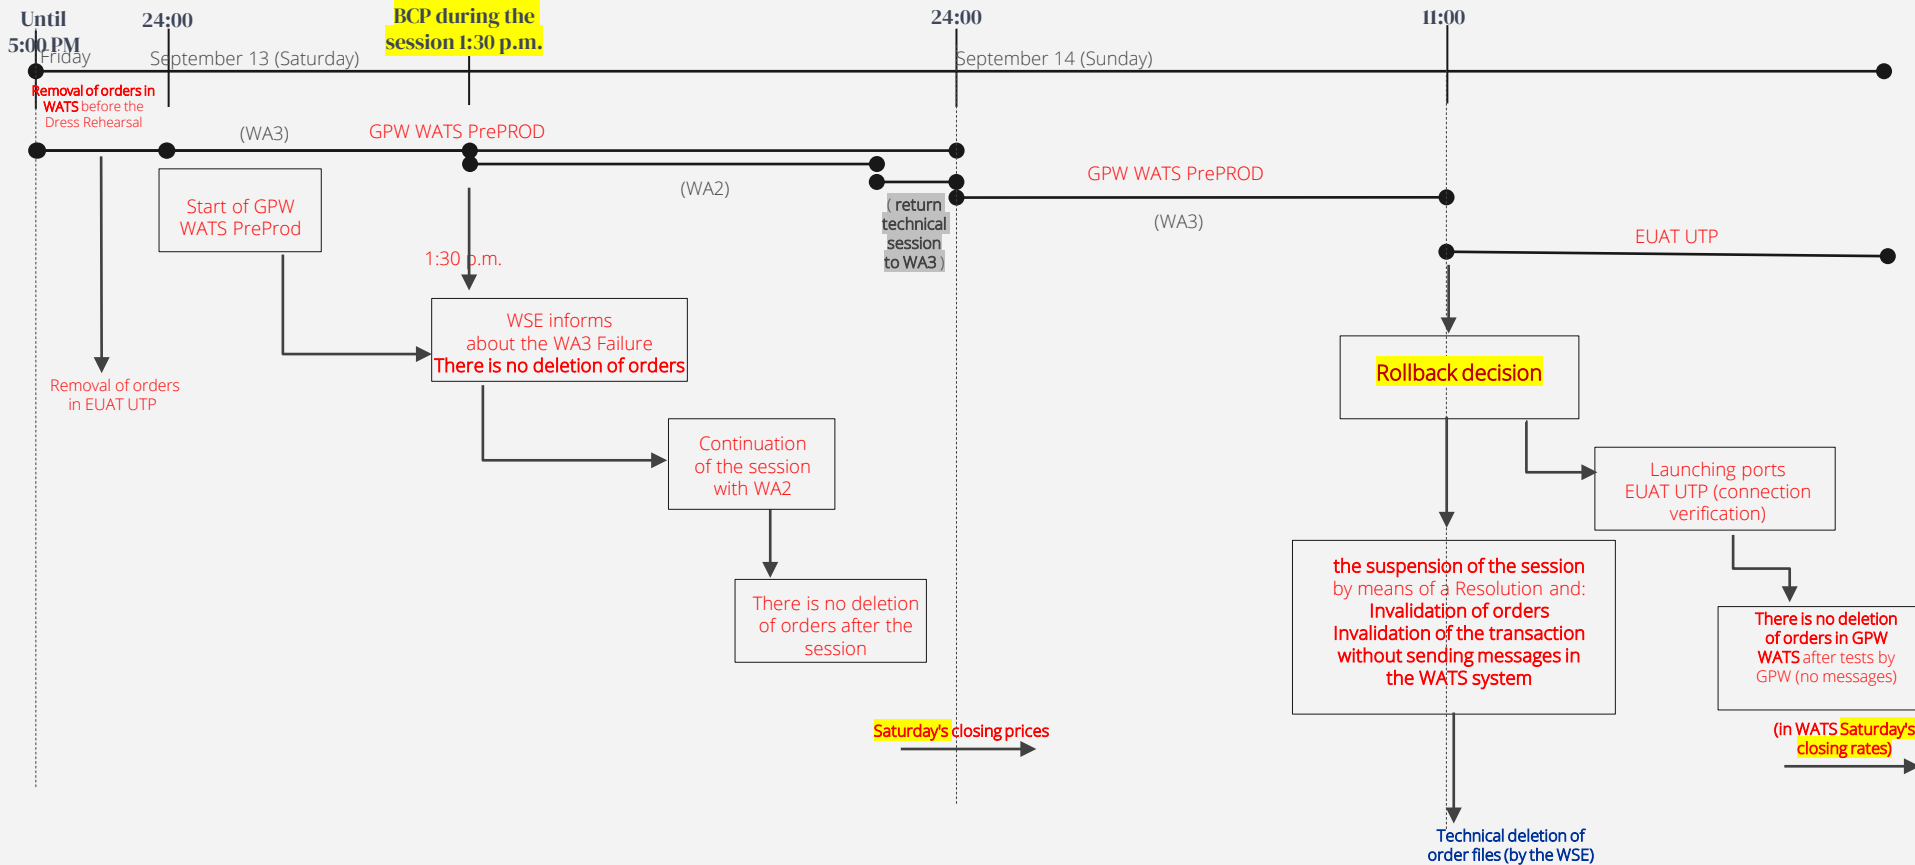 Until
5:00 PM
24:00
BCP during the
session 1:30 p.m.
24:00
11:00
Friday
September 13 (Saturday)
September 14 (Sunday)
Removal of orders in
WATS before the
Dress Rehearsal
(WA3)
GPW WATS PrePROD
(WA2)
GPW WATS PrePROD
(WA3)
EUAT UTP
Start of GPW
WATS PreProd
( return
technical
session
to WA3 )
1:30 p.m.
WSE informs
about the WA3 Failure
There is no deletion of orders
Removal of orders
in EUAT UTP
Rollback decision
Continuation
of the session
with WA2
Launching ports
EUAT UTP (connection
verification)
the suspension of the session
by means of a Resolution and:
Invalidation of orders
Invalidation of the transaction
without sending messages in
the WATS system
There is no deletion
of orders after the
session
There is no deletion
of orders in GPW
WATS after tests by
GPW (no messages)
Saturday's closing prices
(in WATS Saturday's
closing rates)
Technical deletion of
order files (by the WSE)